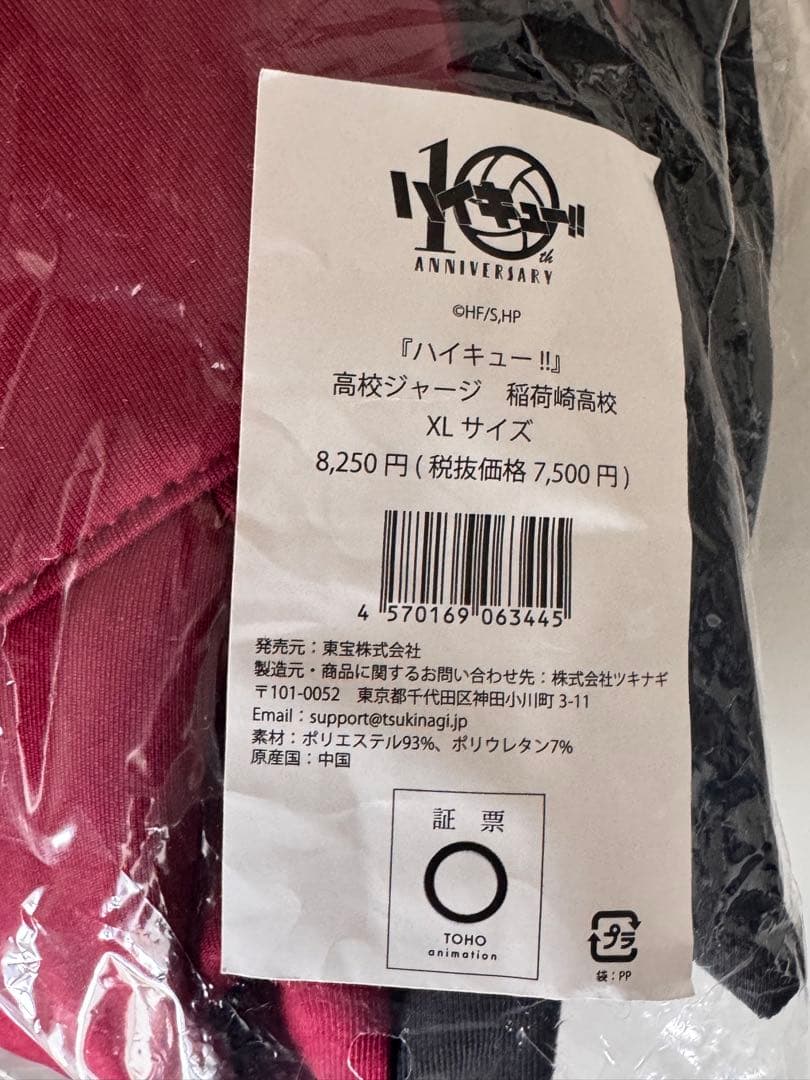 ハイキュー!!
10th
ANNIVERSARY
©HF/S,HP
『ハイキュー!!』
高校ジャージ　稲荷崎高校
XL サイズ
8,250 円 ( 税抜価格 7,500 円 )
4 570169 063445
発売元：東宝株式会社
製造元・商品に関するお問い合わせ先：株式会社ツキナギ
〒101-0052　東京都千代田区神田小川町 3-11
Email：support@tsukinagi.jp
素材：ポリエステル93%、ポリウレタン7%
原産国：中国
証 票
TOHO
animation
プラ
袋：PP